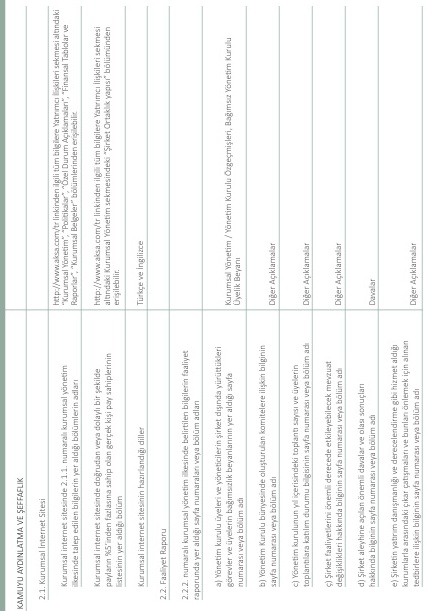 KAMUYU AYDINLATMA VE ŞEFFAFLIK
2.1. Kurumsal İnternet Sitesi
Kurumsal internet sitesinde 2.1.1. numaralı kurumsal yönetim
ilkesinde talep edilen bilgilerin yer aldığı bölümlerin adları
http://www.aksa.com/tr linkinden ilgili tüm bilgilere Yatırımcı İlişkileri sekmesi altındaki
"Kurumsal Yönetim", "Politikalar", "Özel Durum Açıklamaları", "Finansal Tablolar ve
Raporlar", "Kurumsal Belgeler" bölümlerinden erişilebilir.
Kurumsal internet sitesinde doğrudan veya dolaylı bir şekilde
payların %5'inden fazlasına sahip olan gerçek kişi pay sahiplerinin
listesinin yer aldığı bölüm
http://www.aksa.com/tr linkinden ilgili tüm bilgilere Yatırımcı İlişkileri sekmesi
altındaki Kurumsal Yönetim sekmesindeki "Şirket Ortaklık yapısı" bölümünden
erişilebilir.
Kurumsal internet sitesinin hazırlandığı diller
Türkçe ve İngilizce
2.2. Faaliyet Raporu
2.2.2. numaralı kurumsal yönetim ilkesinde belirtilen bilgilerin faaliyet
raporunda yer aldığı sayfa numaraları veya bölüm adları
a) Yönetim kurulu üyeleri ve yöneticilerin şirket dışında yürüttükleri
görevler ve üyelerin bağımsızlık beyanlarının yer aldığı sayfa
numarası veya bölüm adı
Kurumsal Yönetim / Yönetim Kurulu Özgeçmişleri, Bağımsız Yönetim Kurulu
Üyelik Beyanı
b) Yönetim Kurulu bünyesinde oluşturulan komitelere ilişkin bilginin
sayfa numarası veya bölüm adı
Diğer Açıklamalar
c) Yönetim kurulunun yıl içerisindeki toplantı sayısı ve üyelerin
toplantılara katılım durumu bilgisinin sayfa numarası veya bölüm adı
Diğer Açıklamalar
ç) Şirket faaliyetlerini önemli derecede etkileyebilecek mevzuat
değişiklikleri hakkında bilginin sayfa numarası veya bölüm adı
Diğer Açıklamalar
d) Şirket aleyhine açılan önemli davalar ve olası sonuçları
hakkında bilginin sayfa numarası veya bölüm adı
Davalar
e) Şirketin yatırım danışmanlığı ve derecelendirme gibi hizmet aldığı
kurumlarla arasındaki çıkar çatışmaları ve bunları önlemek için alınan
tedbirlere ilişkin bilginin sayfa numarası veya bölüm adı
Diğer Açıklamalar